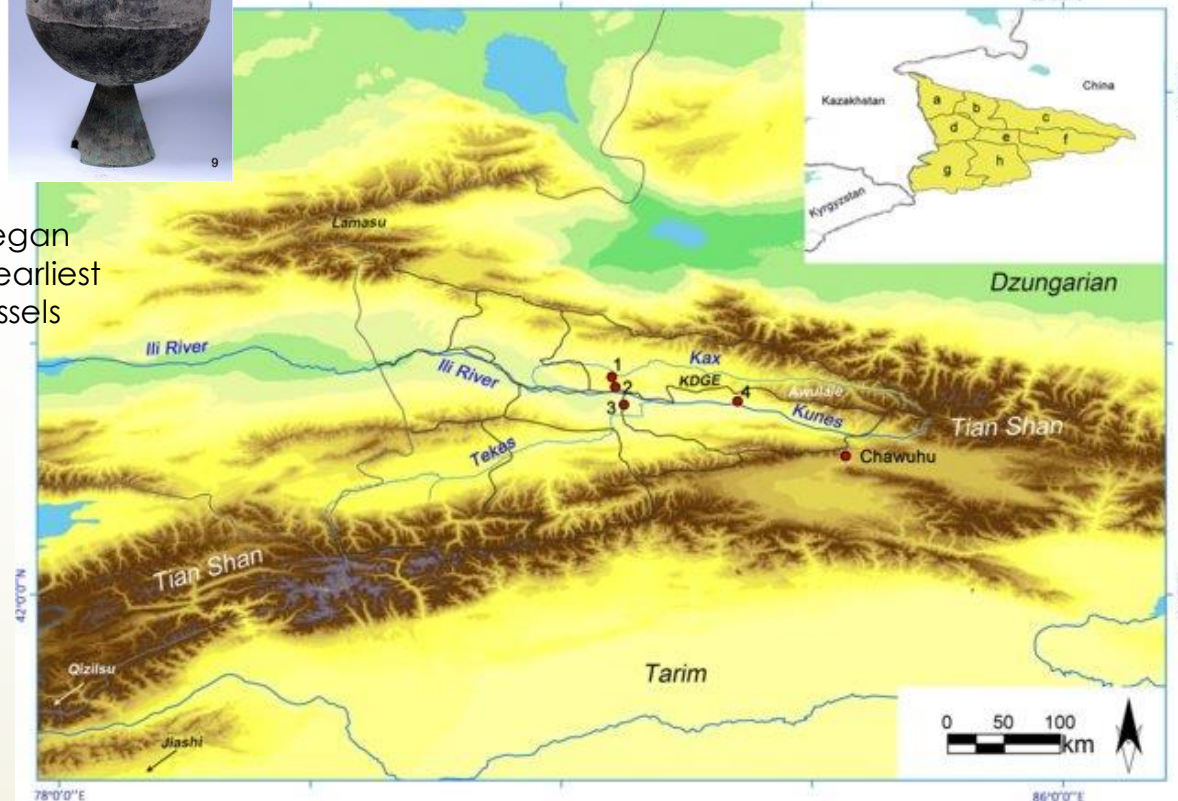 9
egan
earliest
ssels
Kazakhstan
China
Kyrgyzstan
a
b
c
d
e
f
g
h
Lamasu
Dzungarian
Ili River
Ili River
Kax
KDGE
Awulale
Kunes
Tekes
1
2
3
4
Chawuhu
Tian Shan
Tian Shan
Qizilsu
Jiashi
Tarim
0 50 100
km
42°0'0"N
78°0'0"E
86°0'0"E